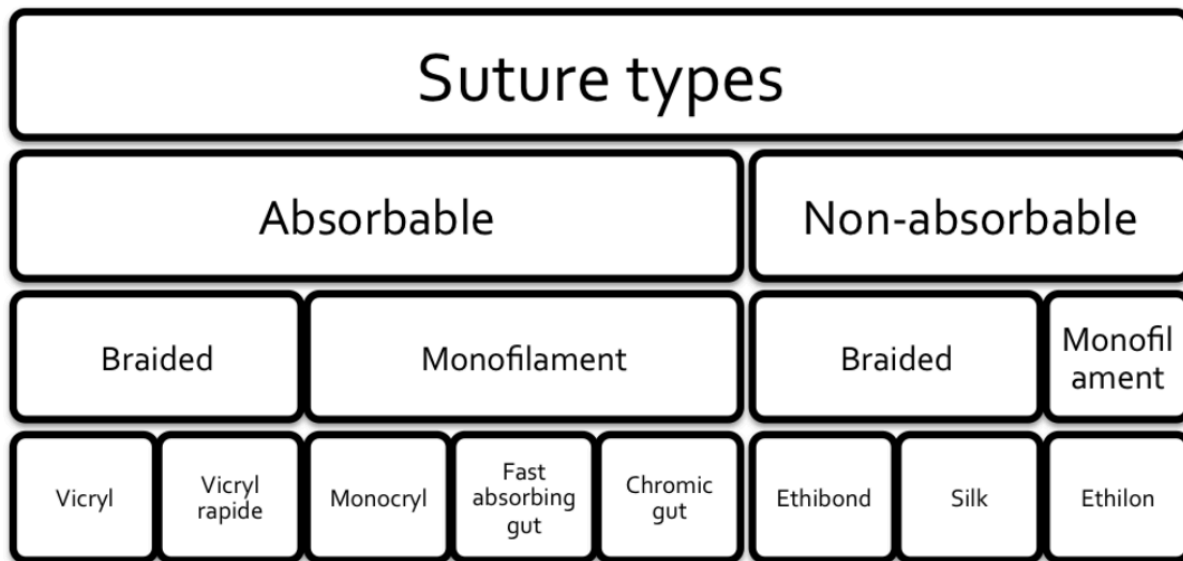 Suture types
Absorbable
Non-absorbable
Braided
Monofilament
Braided
Monofil
ament
Vicryl
Vicryl
rapide
Monocryl
Fast
absorbing
gut
Chromic
gut
Ethibond
Silk
Ethilon